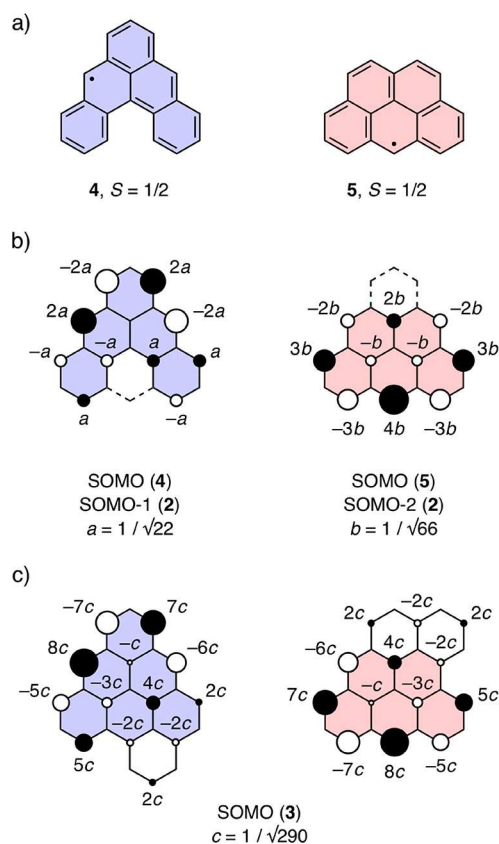 a)
4, S = 1/2
5, S = 1/2
b)
−2a 2a
2a −2a
−a −a a a
a −a
2b
−2b −2b
3b −b −b 3b
−3b 4b −3b
SOMO (4)
SOMO-1 (2)
a = 1 / √22
SOMO (5)
SOMO-2 (2)
b = 1 / √66
c)
−7c 7c
8c −c −6c
−5c −3c 4c 2c
5c −2c −2c
2c
2c −2c 2c
−6c 4c −2c
7c −c −3c 5c
−7c 8c −5c
SOMO (3)
c = 1 / √290